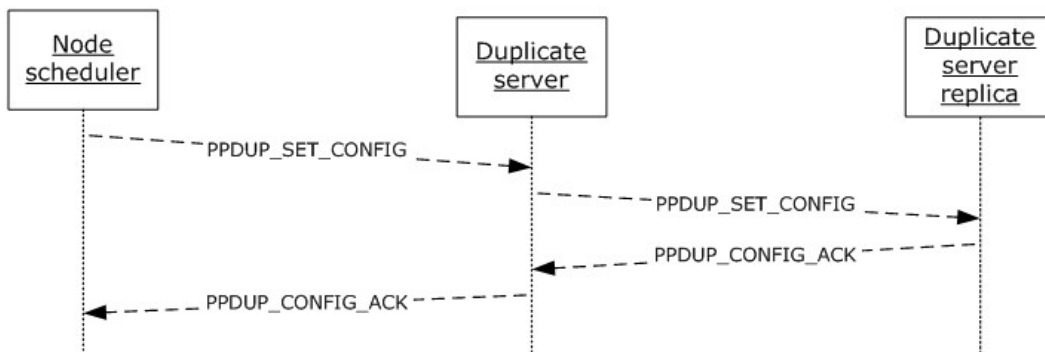 Node
scheduler
Duplicate
server
Duplicate
server
replica
PPDUP_SET_CONFIG
PPDUP_SET_CONFIG
PPDUP_CONFIG_ACK
PPDUP_CONFIG_ACK